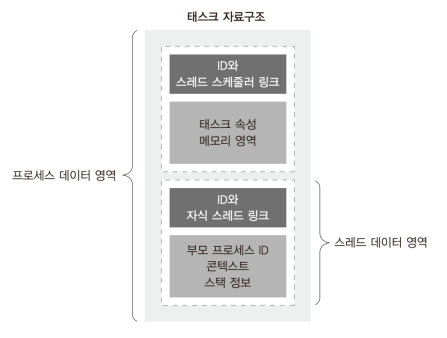 태스크 자료구조
ID와
스레드 스케줄러 링크
태스크 속성
메모리 영역
프로세스 데이터 영역
ID와
자식 스레드 링크
부모 프로세스 ID
콘텍스트
스택 정보
스레드 데이터 영역